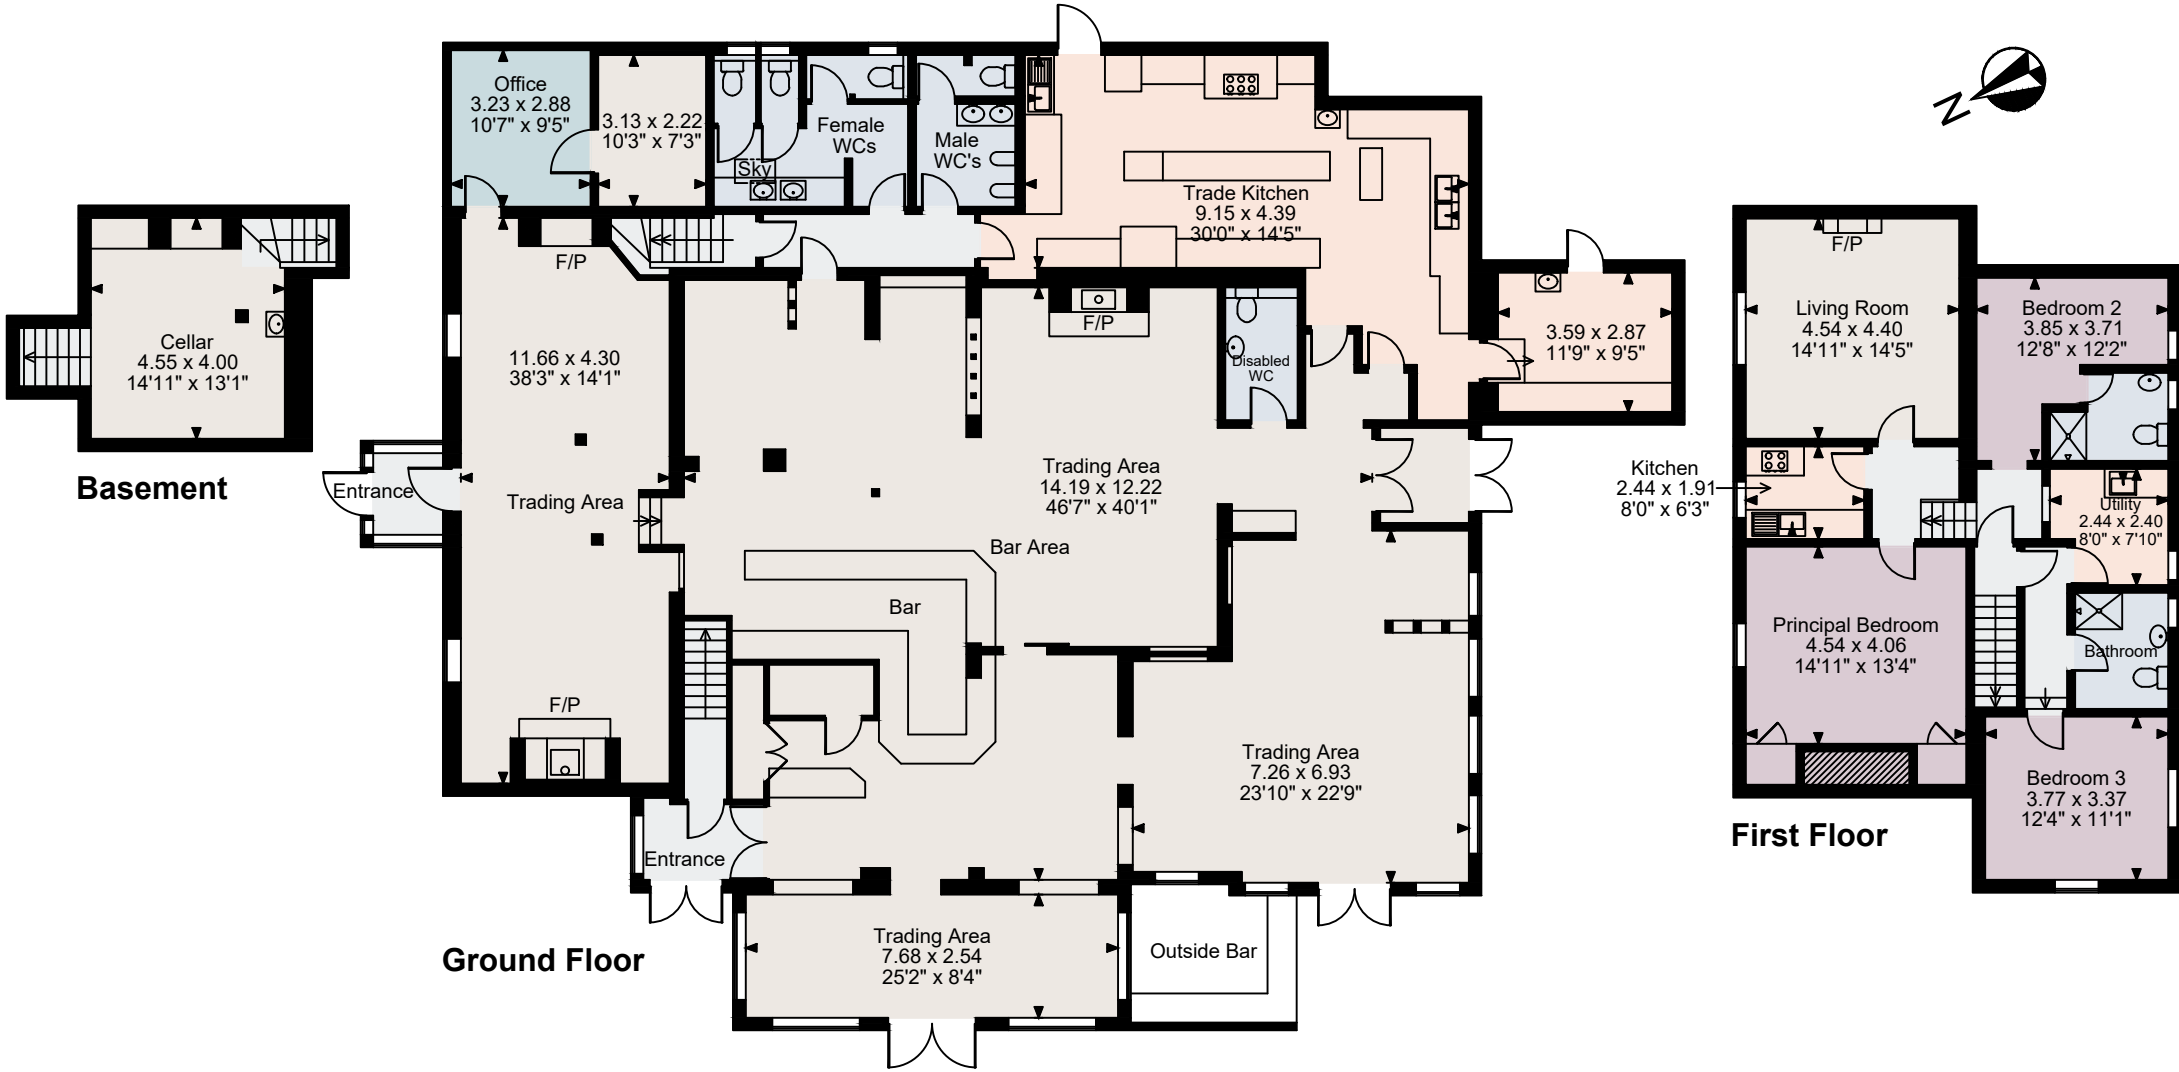 Office
3.23 x 2.88
10'7" x 9'5"
3.13 x 2.22
10'3" x 7'3"
Sky
Female
WCs
Male
WC's
Trade Kitchen
9.15 x 4.39
30'0" x 14'5"
N
Cellar
4.55 x 4.00
14'11" x 13'1"
Basement
F/P
11.66 x 4.30
38'3" x 14'1"
Entrance
Trading Area
F/P
F/P
Disabled
WC
3.59 x 2.87
11'9" x 9'5"
Trading Area
14.19 x 12.22
46'7" x 40'1"
Bar Area
Bar
Trading Area
7.26 x 6.93
23'10" x 22'9"
Entrance
Trading Area
7.68 x 2.54
25'2" x 8'4"
Outside Bar
Ground Floor
F/P
Living Room
4.54 x 4.40
14'11" x 14'5"
Bedroom 2
3.85 x 3.71
12'8" x 12'2"
Kitchen
2.44 x 1.91
8'0" x 6'3"
Utility
2.44 x 2.40
8'0" x 7'10"
Principal Bedroom
4.54 x 4.06
14'11" x 13'4"
Bathroom
Bedroom 3
3.77 x 3.37
12'4" x 11'1"
First Floor